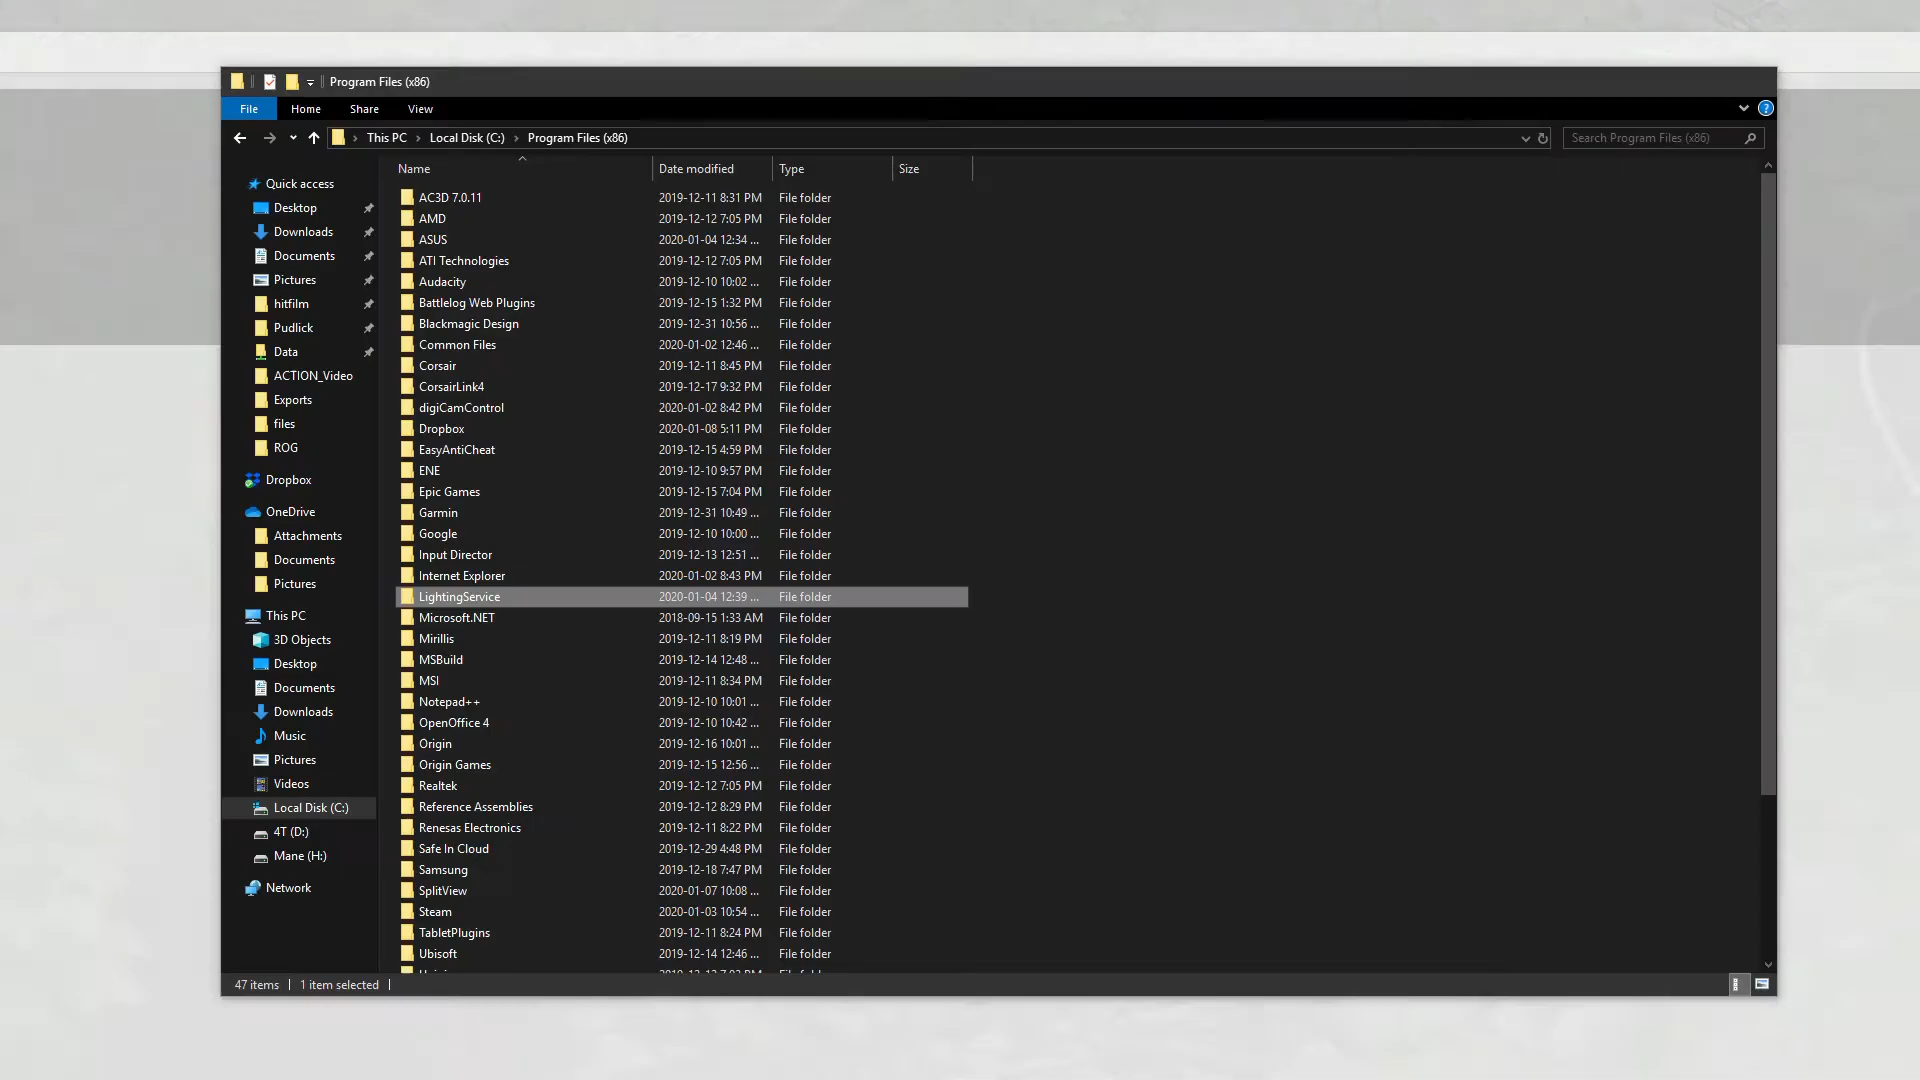 Program Files (x86)
File Home Share View
This PC Local Disk (C:) Program Files (x86) Search Program Files (x86)
Name Date modified Type Size
Quick access
Desktop
Downloads
Documents
Pictures
hitfilm
Pudlick
Data
ACTION_Video
Exports
files
ROG
Dropbox
OneDrive
Attachments
Documents
Pictures
This PC
3D Objects
Desktop
Documents
Downloads
Music
Pictures
Videos
Local Disk (C:)
4T (D:)
Mane (H:)
Network
AC3D 7.0.11 2019-12-11 8:31 PM File folder
AMD 2019-12-12 7:05 PM File folder
ASUS 2020-01-04 12:34 ... File folder
ATI Technologies 2019-12-12 7:05 PM File folder
Audacity 2019-12-10 10:02 ... File folder
Battlelog Web Plugins 2019-12-15 1:32 PM File folder
Blackmagic Design 2019-12-31 10:56 ... File folder
Common Files 2020-01-02 12:46 ... File folder
Corsair 2019-12-11 8:45 PM File folder
CorsairLink4 2019-12-17 9:32 PM File folder
digiCamControl 2020-01-02 8:42 PM File folder
Dropbox 2020-01-08 5:11 PM File folder
EasyAntiCheat 2019-12-15 4:59 PM File folder
ENE 2019-12-10 9:57 PM File folder
Epic Games 2019-12-15 7:04 PM File folder
Garmin 2019-12-31 10:49 ... File folder
Google 2019-12-10 10:00 ... File folder
Input Director 2019-12-13 12:51 ... File folder
Internet Explorer 2020-01-02 8:43 PM File folder
LightingService 2020-01-04 12:39 ... File folder
Microsoft.NET 2018-09-15 1:33 AM File folder
Mirillis 2019-12-11 8:19 PM File folder
MSBuild 2019-12-14 12:48 ... File folder
MSI 2019-12-11 8:34 PM File folder
Notepad++ 2019-12-10 10:01 ... File folder
OpenOffice 4 2019-12-10 10:42 ... File folder
Origin 2019-12-16 10:01 ... File folder
Origin Games 2019-12-15 12:56 ... File folder
Realtek 2019-12-12 7:05 PM File folder
Reference Assemblies 2019-12-12 8:29 PM File folder
Renesas Electronics 2019-12-11 8:22 PM File folder
Safe In Cloud 2019-12-29 4:48 PM File folder
Samsung 2019-12-18 7:47 PM File folder
SplitView 2020-01-07 10:08 ... File folder
Steam 2020-01-03 10:54 ... File folder
TabletPlugins 2019-12-11 8:24 PM File folder
Ubisoft 2019-12-14 12:46 ... File folder
47 items 1 item selected